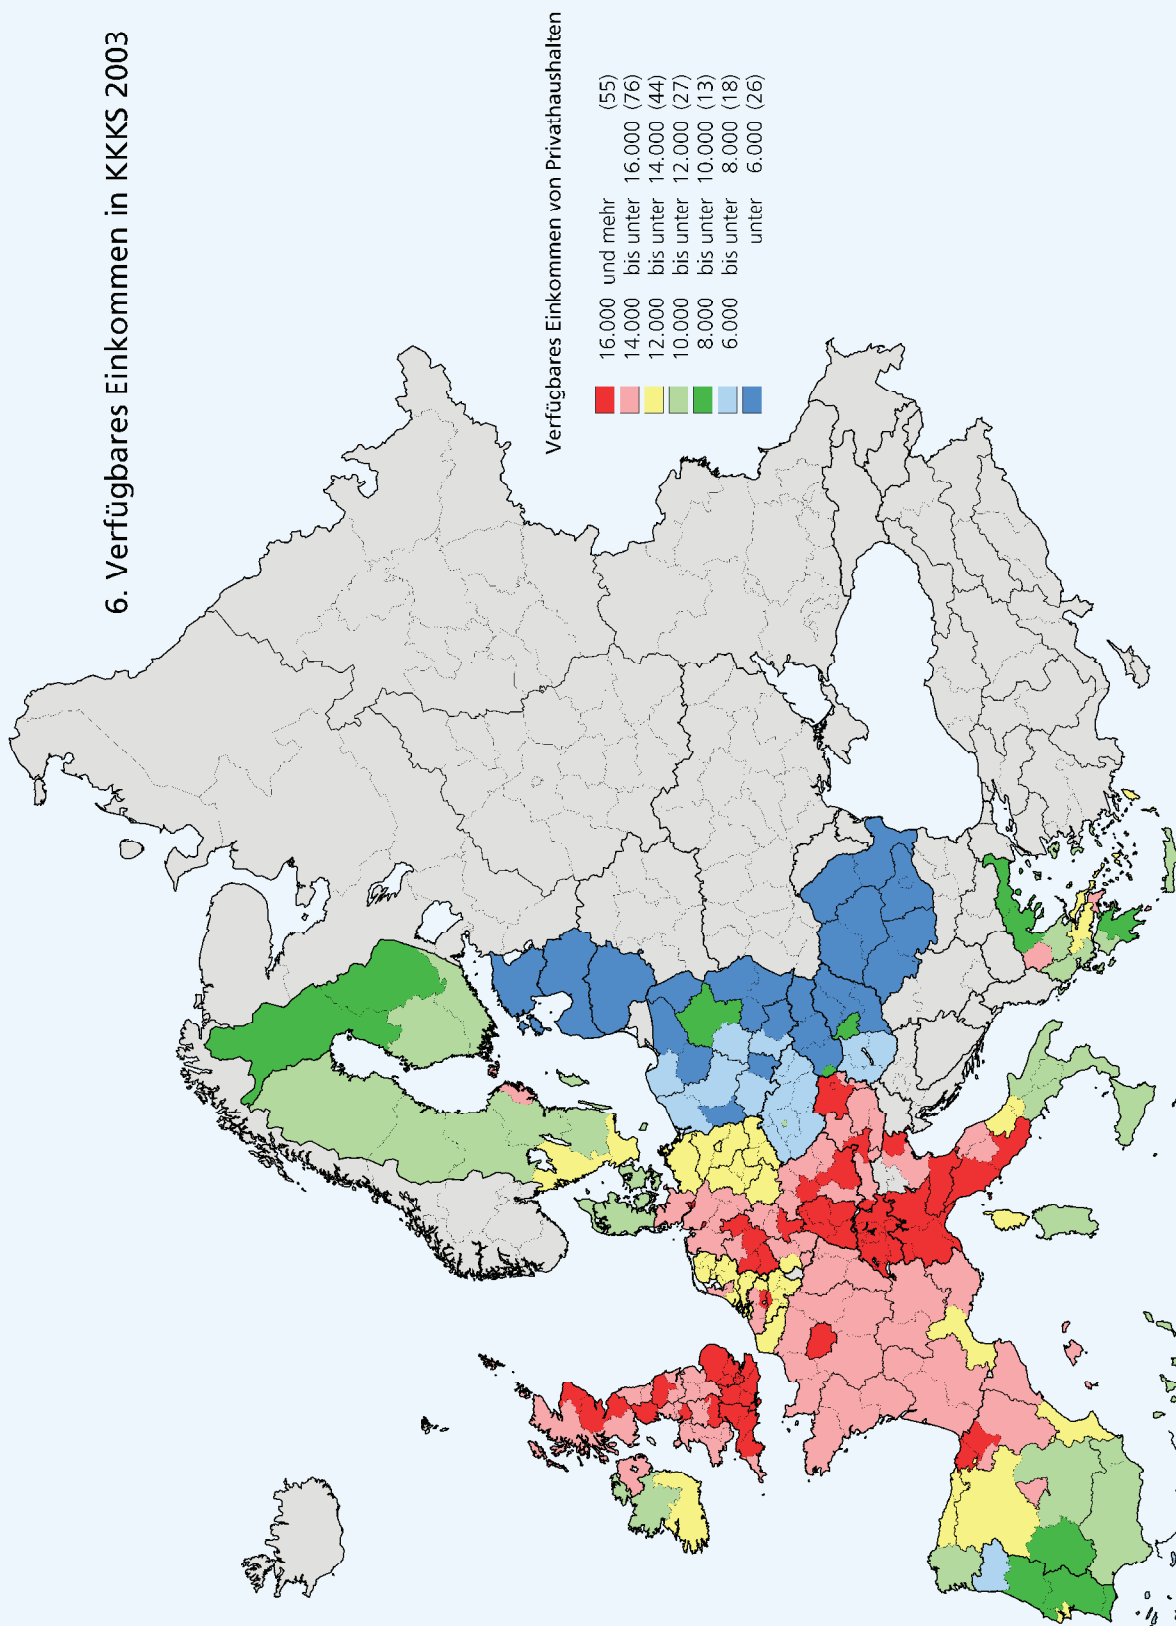 6. Verfügbares Einkommen in KKKS 2003
Verfügbares Einkommen von Privathaushalten
16.000 und mehr (55)
14.000 bis unter 16.000 (76)
12.000 bis unter 14.000 (44)
10.000 bis unter 12.000 (27)
8.000 bis unter 10.000 (13)
6.000 bis unter 8.000 (18)
unter 6.000 (26)